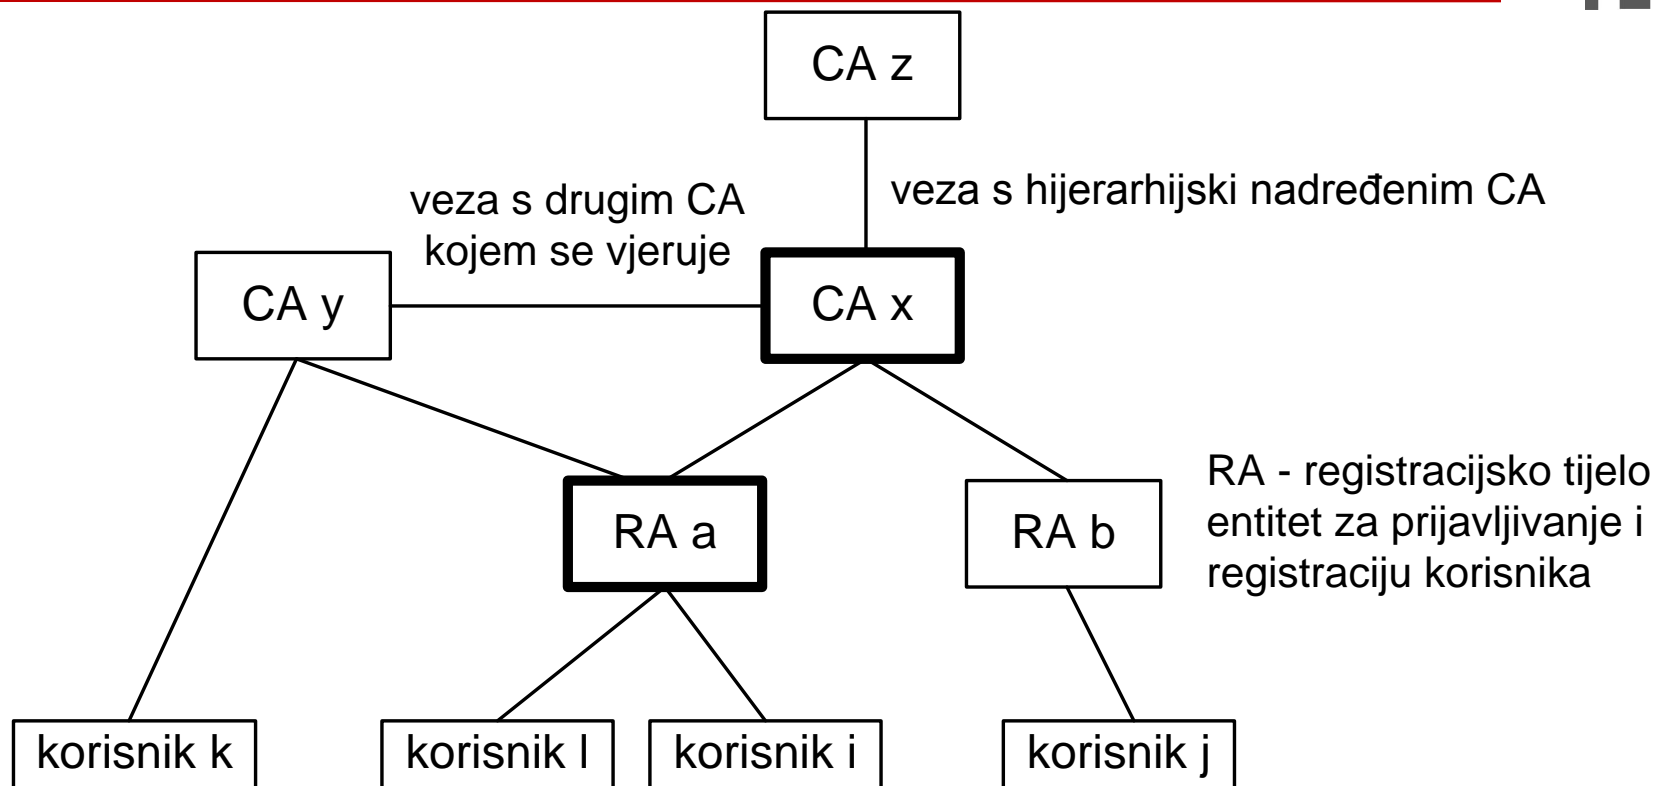 CA z
veza s drugim CA
kojem se vjeruje
veza s hijerarhijski nadređenim CA
CA y
CA x
RA a
RA b
RA - registracijsko tijelo
entitet za prijavljivanje i
registraciju korisnika
korisnik k
korisnik l
korisnik i
korisnik j